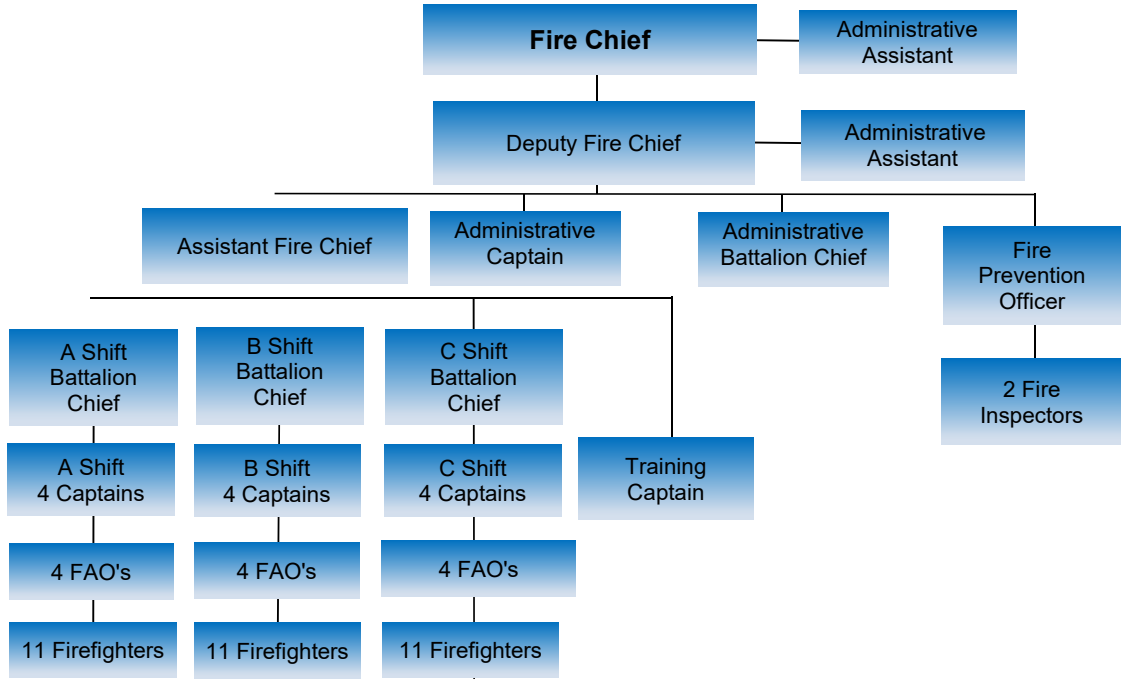 Fire Chief
Administrative
Assistant
Deputy Fire Chief
Administrative
Assistant
Assistant Fire Chief
Administrative
Captain
Administrative
Battalion Chief
Fire
Prevention
Officer
A Shift
Battalion
Chief
B Shift
Battalion
Chief
C Shift
Battalion
Chief
2 Fire
Inspectors
A Shift
4 Captains
B Shift
4 Captains
C Shift
4 Captains
Training
Captain
4 FAO's
4 FAO's
4 FAO's
11 Firefighters
11 Firefighters
11 Firefighters